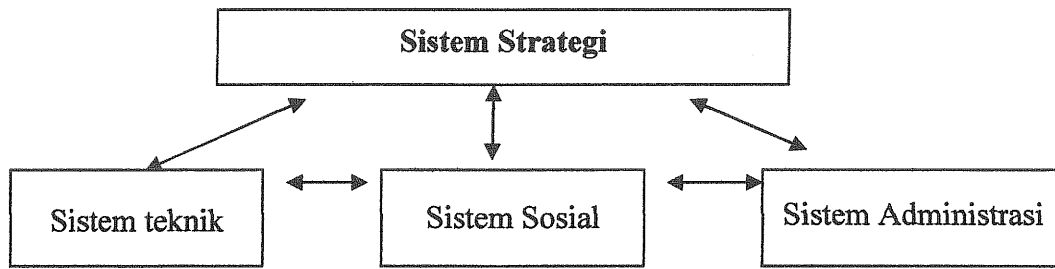 Sistem Strategi
Sistem teknik
Sistem Sosial
Sistem Administrasi